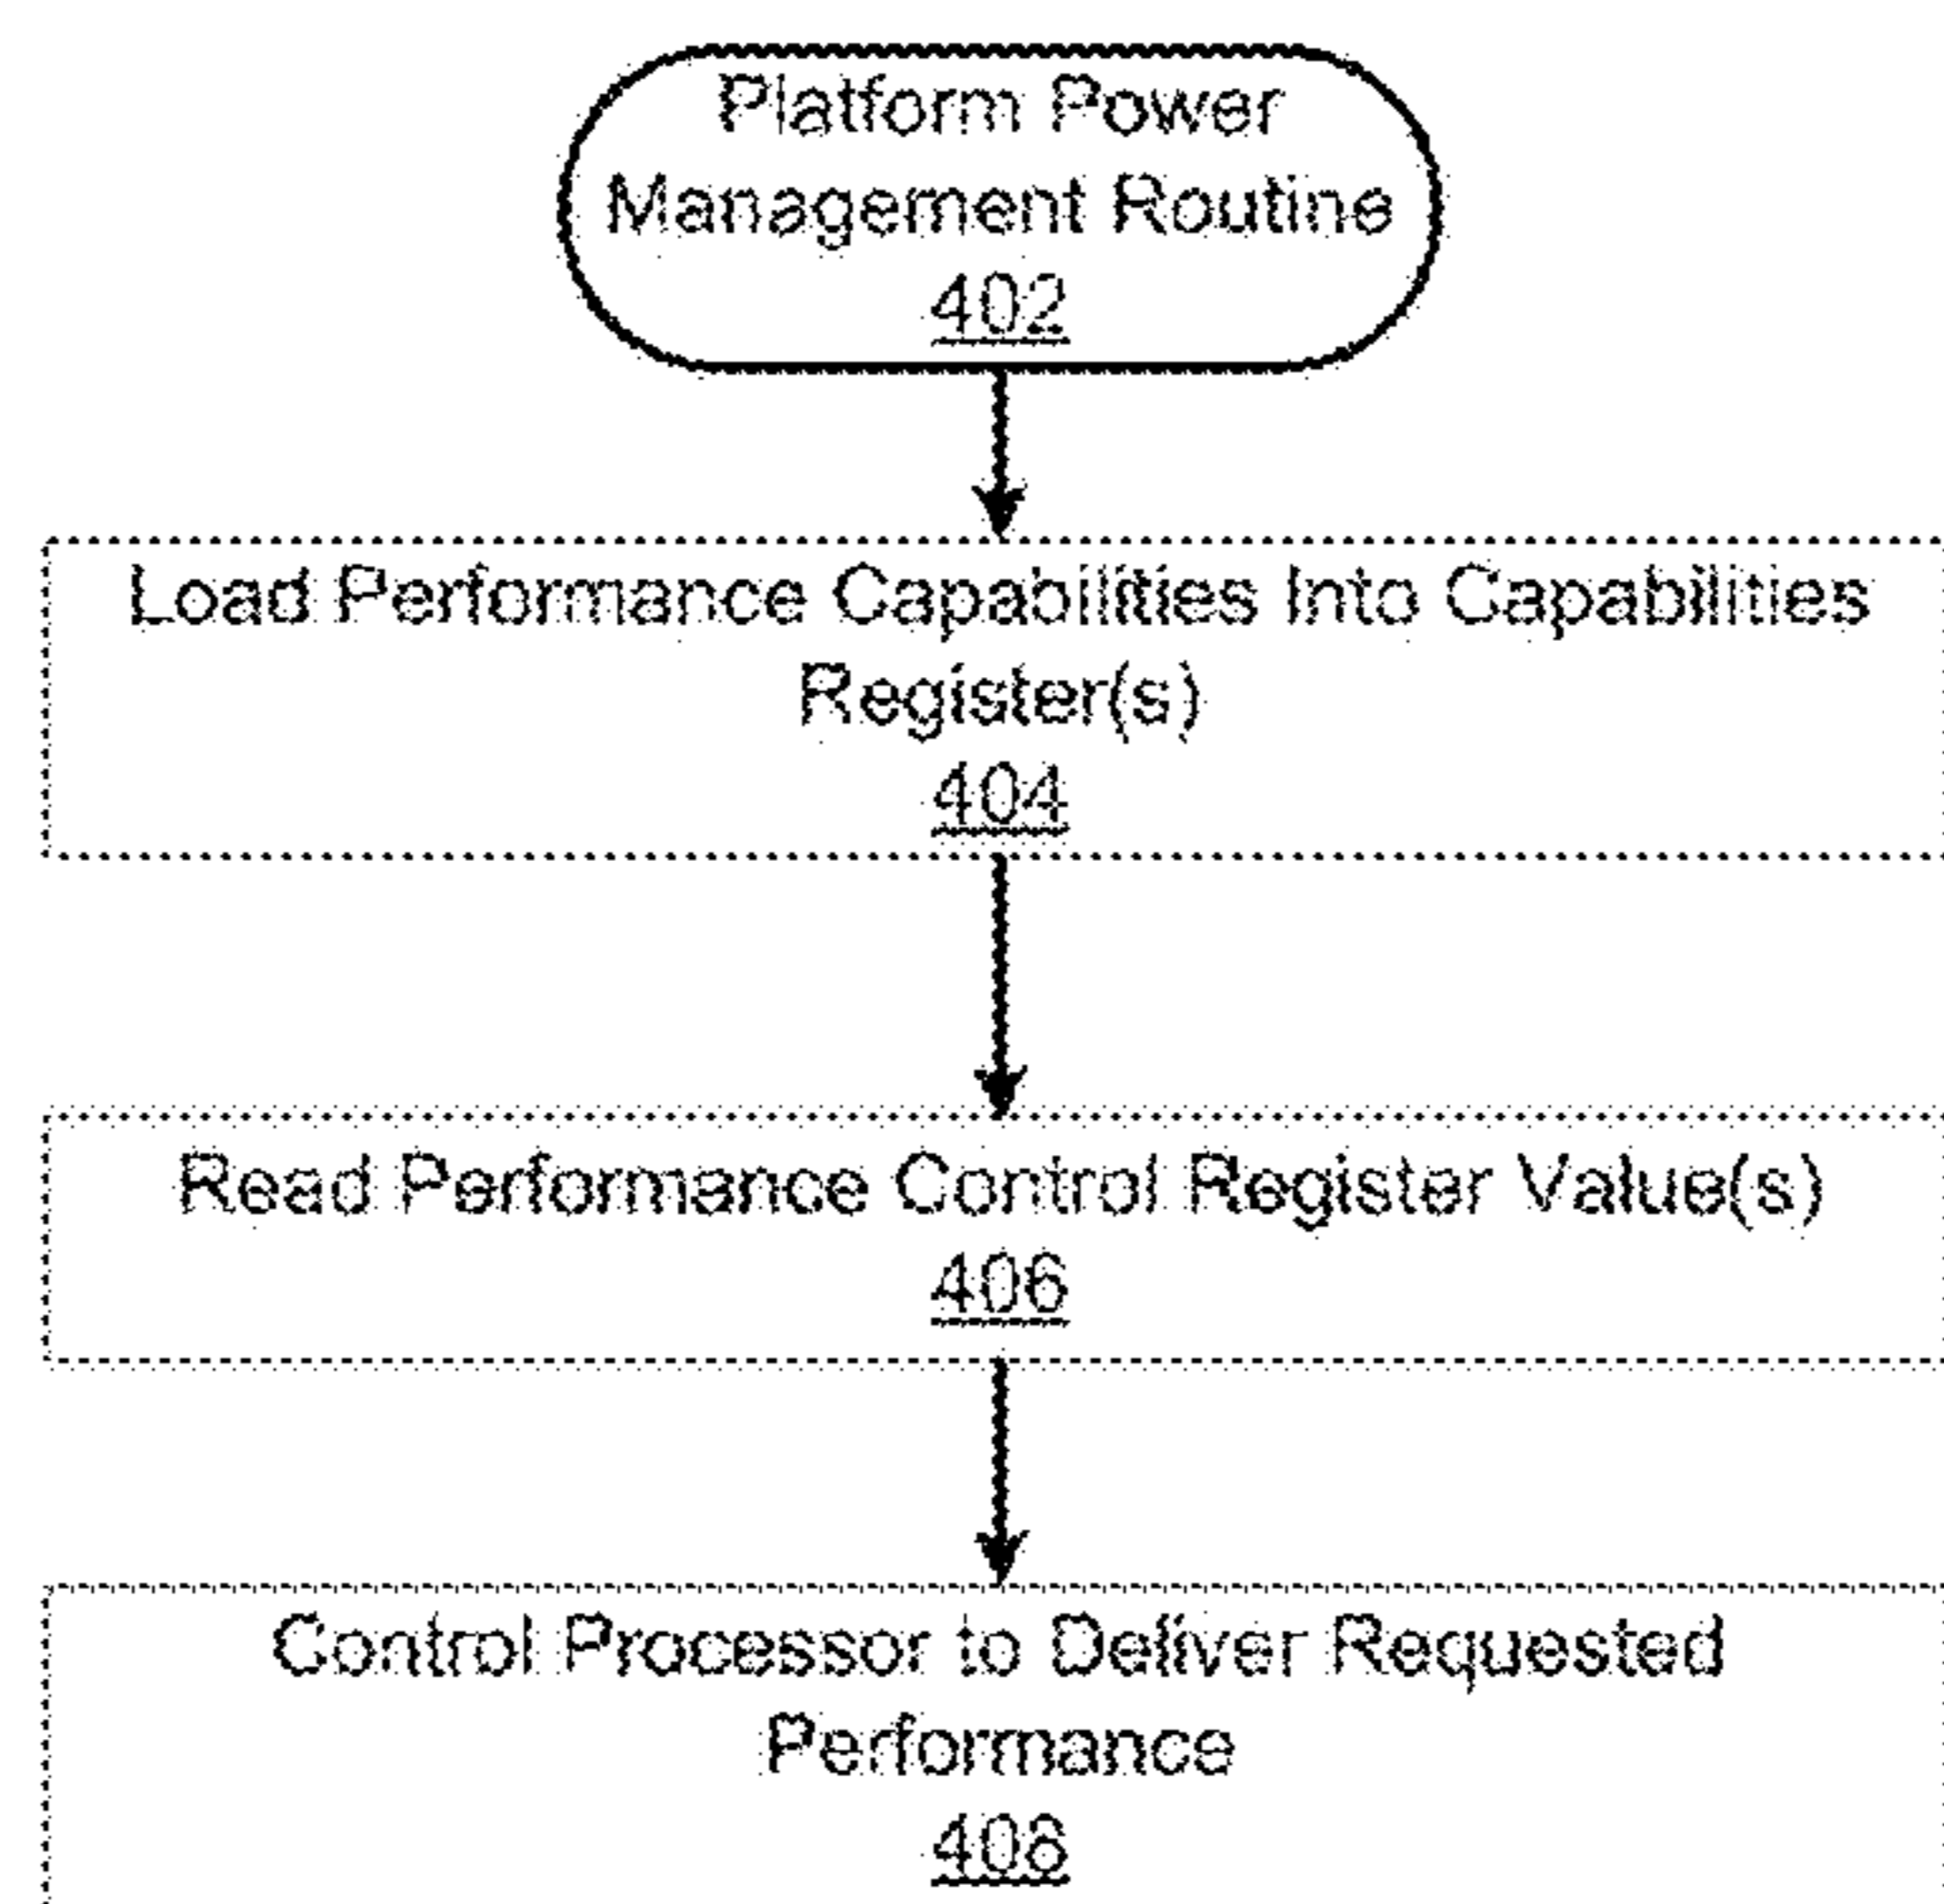 Platform Power
Management Routine
402
Load Performance Capabilities Into Capabilities
Register(s)
404
Read Performance Control Register Value(s)
406
Control Processor to Deliver Requested
Performance
408